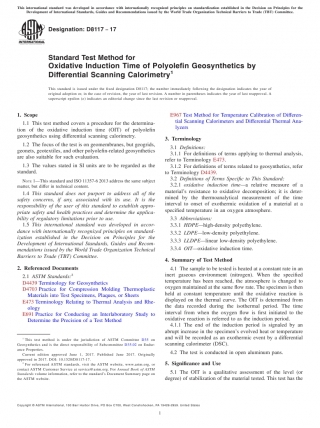 This international standard was developed in accordance with internationally recognized principles on standardization established in the Decision on Principles for the
Development of International Standards, Guides and Recommendations issued by the World Trade Organization Technical Barriers to Trade (TBT) Committee.
Designation: D8117 − 17
INTERNATIONAL
Standard Test Method for
Oxidative Induction Time of Polyolefin Geosynthetics by
Differential Scanning Calorimetry1
This standard is issued under the fixed designation D8117; the number immediately following the designation indicates the year of
original adoption or, in the case of revision, the year of last revision. A number in parentheses indicates the year of last reapproval. A
superscript epsilon (´) indicates an editorial change since the last revision or reapproval.
1. Scope
1.1 This test method covers a procedure for the determina-
tion of the oxidative induction time (OIT) of polyolefin
geosynthetics using differential scanning calorimetry.
1.2 The focus of the test is on geomembranes, but geogrids,
geonets, geotextiles, and other polyolefin-related geosynthetics
are also suitable for such evaluation.
1.3 The values stated in SI units are to be regarded as the
standard.
NOTE 1—This standard and ISO 11357-6 2013 address the same subject
matter, but differ in technical content.
1.4 This standard does not purport to address all of the
safety concerns, if any, associated with its use. It is the
responsibility of the user of this standard to establish appro-
priate safety and health practices and determine the applica-
bility of regulatory limitations prior to use.
1.5 This international standard was developed in accor-
dance with internationally recognized principles on standard-
ization established in the Decision on Principles for the
Development of International Standards, Guides and Recom-
mendations issued by the World Trade Organization Technical
Barriers to Trade (TBT) Committee.
2. Referenced Documents
2.1 ASTM Standards:2
D4439 Terminology for Geosynthetics
D4703 Practice for Compression Molding Thermoplastic
Materials into Test Specimens, Plaques, or Sheets
E473 Terminology Relating to Thermal Analysis and Rhe-
ology
E691 Practice for Conducting an Interlaboratory Study to
Determine the Precision of a Test Method
1 This test method is under the jurisdiction of ASTM Committee D35 on
Geosynthetics and is the direct responsibility of Subcommittee D35.02 on Endur-
ance Properties.
Current edition approved June 1, 2017. Published June 2017. Originally
approved in 2017. DOI: 10.1520/D8117-17.
2 For referenced ASTM standards, visit the ASTM website, www.astm.org, or
contact ASTM Customer Service at service@astm.org. For Annual Book of ASTM
Standards volume information, refer to the standard's Document Summary page on
the ASTM website.
E967 Test Method for Temperature Calibration of Differen-
tial Scanning Calorimeters and Differential Thermal Ana-
lyzers
3. Terminology
3.1 Definitions:
3.1.1 For definitions of terms applying to thermal analysis,
refer to Terminology E473.
3.1.2 For definitions of terms related to geosynthetics, refer
to Terminology D4439.
3.2 Definitions of Terms Specific to This Standard:
3.2.1 oxidative induction time—a relative measure of a
material's resistance to oxidative decomposition; it is deter-
mined by the thermoanalytical measurement of the time
interval to onset of exothermic oxidation of a material at a
specified temperature in an oxygen atmosphere.
3.3 Abbreviations:
3.3.1 HDPE—high-density polyethylene.
3.3.2 LDPE—low-density polyethylene.
3.3.3 LLDPE—linear low-density polyethylene.
3.3.4 OIT—oxidative induction time.
4. Summary of Test Method
4.1 The sample to be tested is heated at a constant rate in an
inert gaseous environment (nitrogen). When the specified
temperature has been reached, the atmosphere is changed to
oxygen maintained at the same flow rate. The specimen is then
held at constant temperature until the oxidative reaction is
displayed on the thermal curve. The OIT is determined from
the data recorded during the isothermal period. The time
interval from when the oxygen flow is first initiated to the
oxidative reaction is referred to as the induction period.
4.1.1 The end of the induction period is signaled by an
abrupt increase in the specimen's evolved heat or temperature
and will be recorded as an exothermic event by a differential
scanning calorimeter (DSC).
4.2 The test is conducted in open aluminum pans.
5. Significance and Use
5.1 The OIT is a qualitative assessment of the level (or
degree) of stabilization of the material tested. This test has the
Copyright © ASTM International, 100 Barr Harbor Drive, PO Box C700, West Conshohocken, PA 19428-2959. United States
1